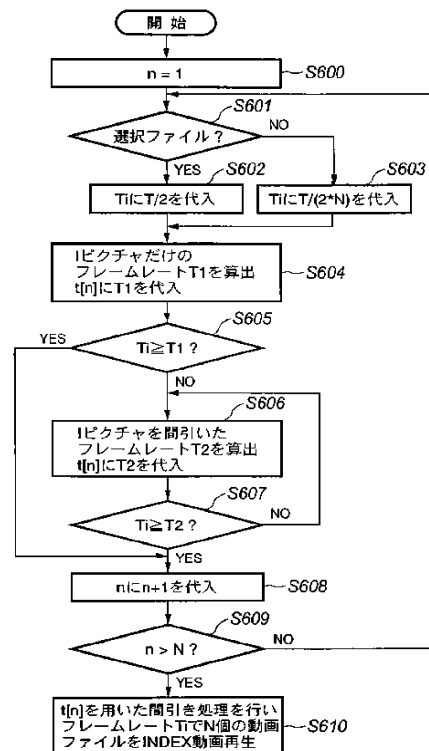 開 始
n = 1
S600
S601
選択ファイル？
NO
YES
S602
S603
TiにT/2を代入
TiにT/(2*N)を代入
Iピクチャだけの
フレームレートT1を算出
t[n]にT1を代入
S604
S605
YES
Ti≧T1？
NO
S606
Iピクチャを間引いた
フレームレートT2を算出
t[n]にT2を代入
S607
Ti≧T2？
NO
YES
nにn+1を代入
S608
S609
n > N？
NO
YES
t[n]を用いた間引き処理を行い
フレームレートTiでN個の動画
ファイルをINDEX動画再生
S610